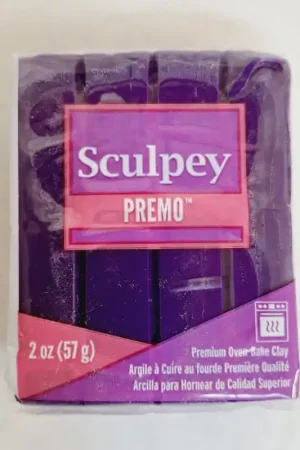 Sculpey
PREMO™
2 oz (57 g)
Premium Oven-Bake Clay
Argile à Cuire au fourde Première Qualité
Arcilla para Hornear de Calidad Superior